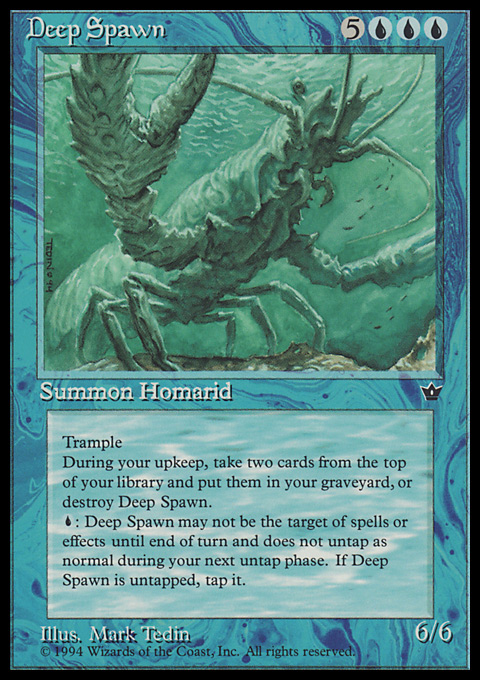 Deep Spawn 5
TEDIN © 94
Summon Homarid
Trample
During your upkeep, take two cards from the top
of your library and put them in your graveyard, or
destroy Deep Spawn.
: Deep Spawn may not be the target of spells or
effects until end of turn and does not untap as
normal during your next untap phase. If Deep
Spawn is untapped, tap it.
Illus. Mark Tedin 6/6
© 1994 Wizards of the Coast, Inc. All rights reserved.